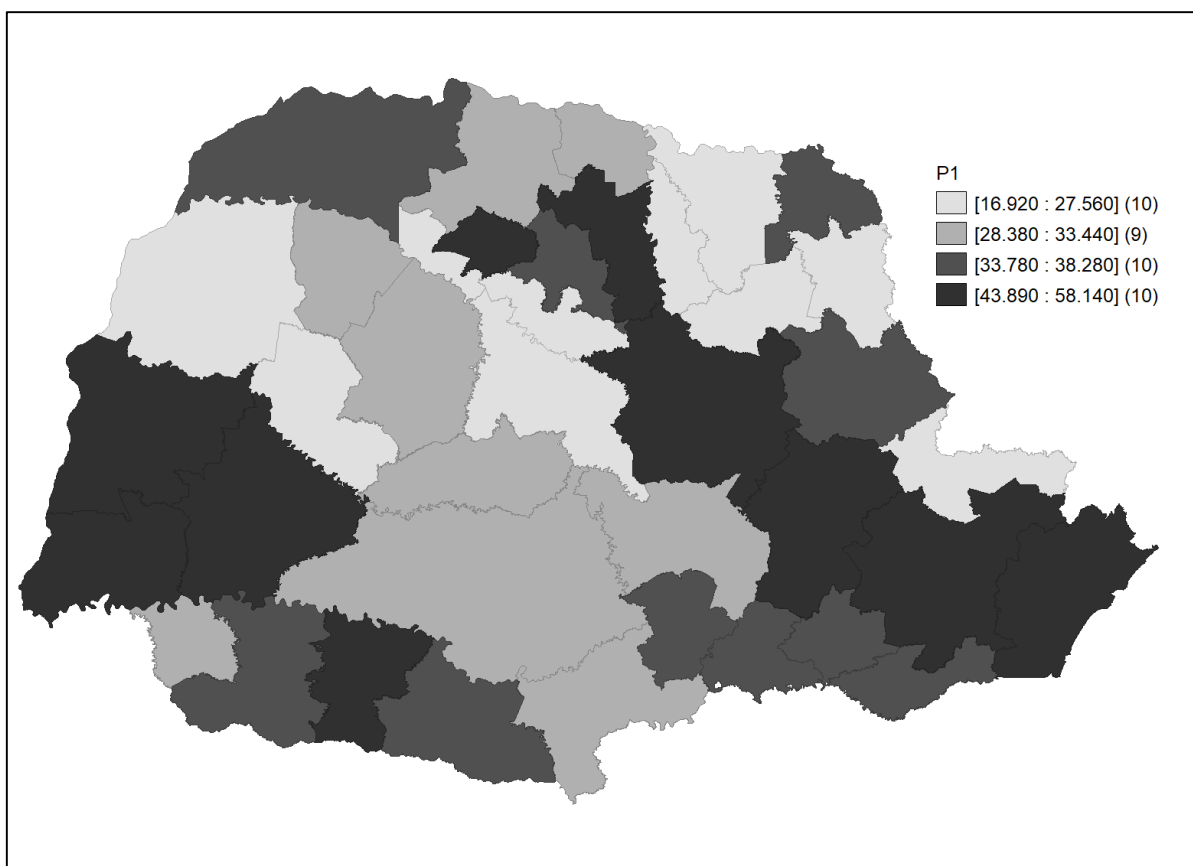 P1
[16.920 : 27.560] (10)
[28.380 : 33.440] (9)
[33.780 : 38.280] (10)
[43.890 : 58.140] (10)